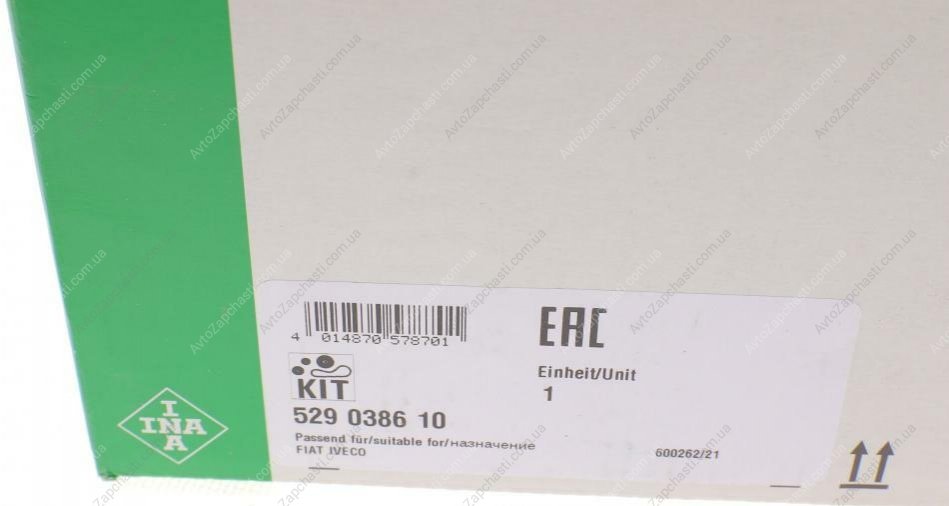 4 014870 578701
EAC
Einheit/Unit
1
KIT
529 0386 10
Passend für/suitable for/назначение
FIAT IVECO
600262/21
INA
INA
AvtoZapchasti.com.ua